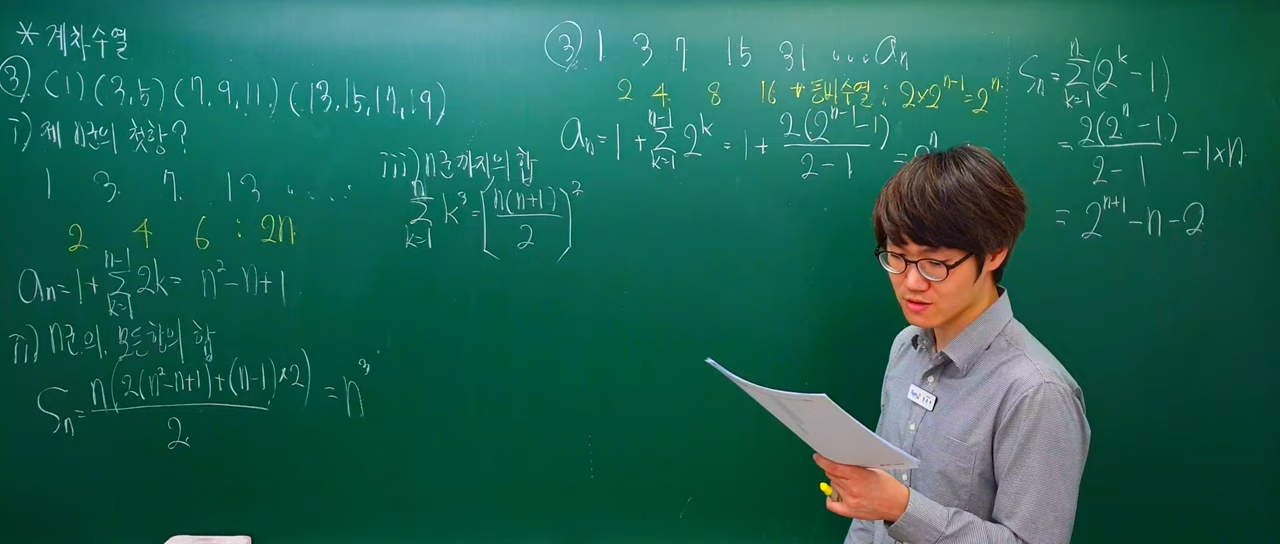 * 계차수열
③ (1) (3, 5) (7, 9, 11) (13, 15, 17, 19)
i) 제 n군의 첫항?
1 3 7 13 ⋯
2 4 6 : 2n
aₙ = 1 + Σ_{k=1}^{n-1} 2k = n² - n + 1
ii) n군의 모든항의 합
Sₙ = n(2(n²-n+1)+(n-1)×2) / 2 = n³
iii) n군까지의 합
Σ_{k=1}^{n} k³ = [n(n+1)/2]²
③ 1 3 7 15 31 ⋯ aₙ
2 4 8 16 등비수열 : 2×2ⁿ⁻¹ = 2ⁿ
aₙ = 1 + Σ_{k=1}^{n-1} 2ᵏ = 1 + 2(2ⁿ⁻¹-1) / 2-1 = 2ⁿ
Sₙ = Σ_{k=1}^{n} (2ᵏ - 1)
= 2(2ⁿ-1) / 2-1 - 1×n
= 2ⁿ⁺¹ - n - 2